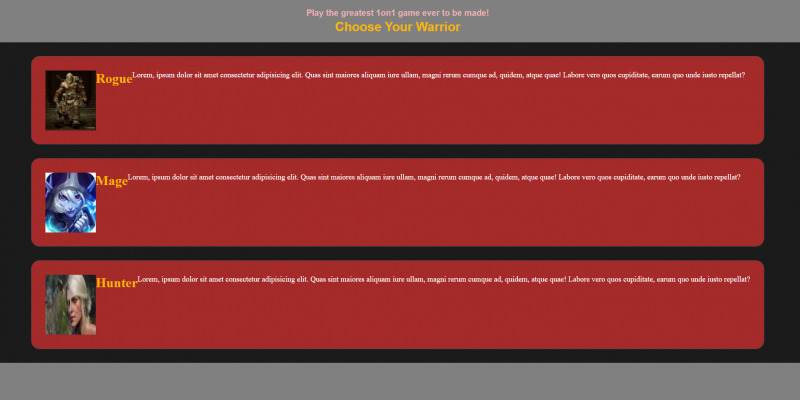 Play the greatest 1on1 game ever to be made!
Choose Your Warrior
Rogue
Lorem, ipsum dolor sit amet consectetur adipisicing elit. Quas sint maiores aliquam iure ullam, magni rerum cumque ad, quidem, atque quae! Labore vero quos cupiditate, earum quo unde iusto repellat?
Mage
Lorem, ipsum dolor sit amet consectetur adipisicing elit. Quas sint maiores aliquam iure ullam, magni rerum cumque ad, quidem, atque quae! Labore vero quos cupiditate, earum quo unde iusto repellat?
Hunter
Lorem, ipsum dolor sit amet consectetur adipisicing elit. Quas sint maiores aliquam iure ullam, magni rerum cumque ad, quidem, atque quae! Labore vero quos cupiditate, earum quo unde iusto repellat?